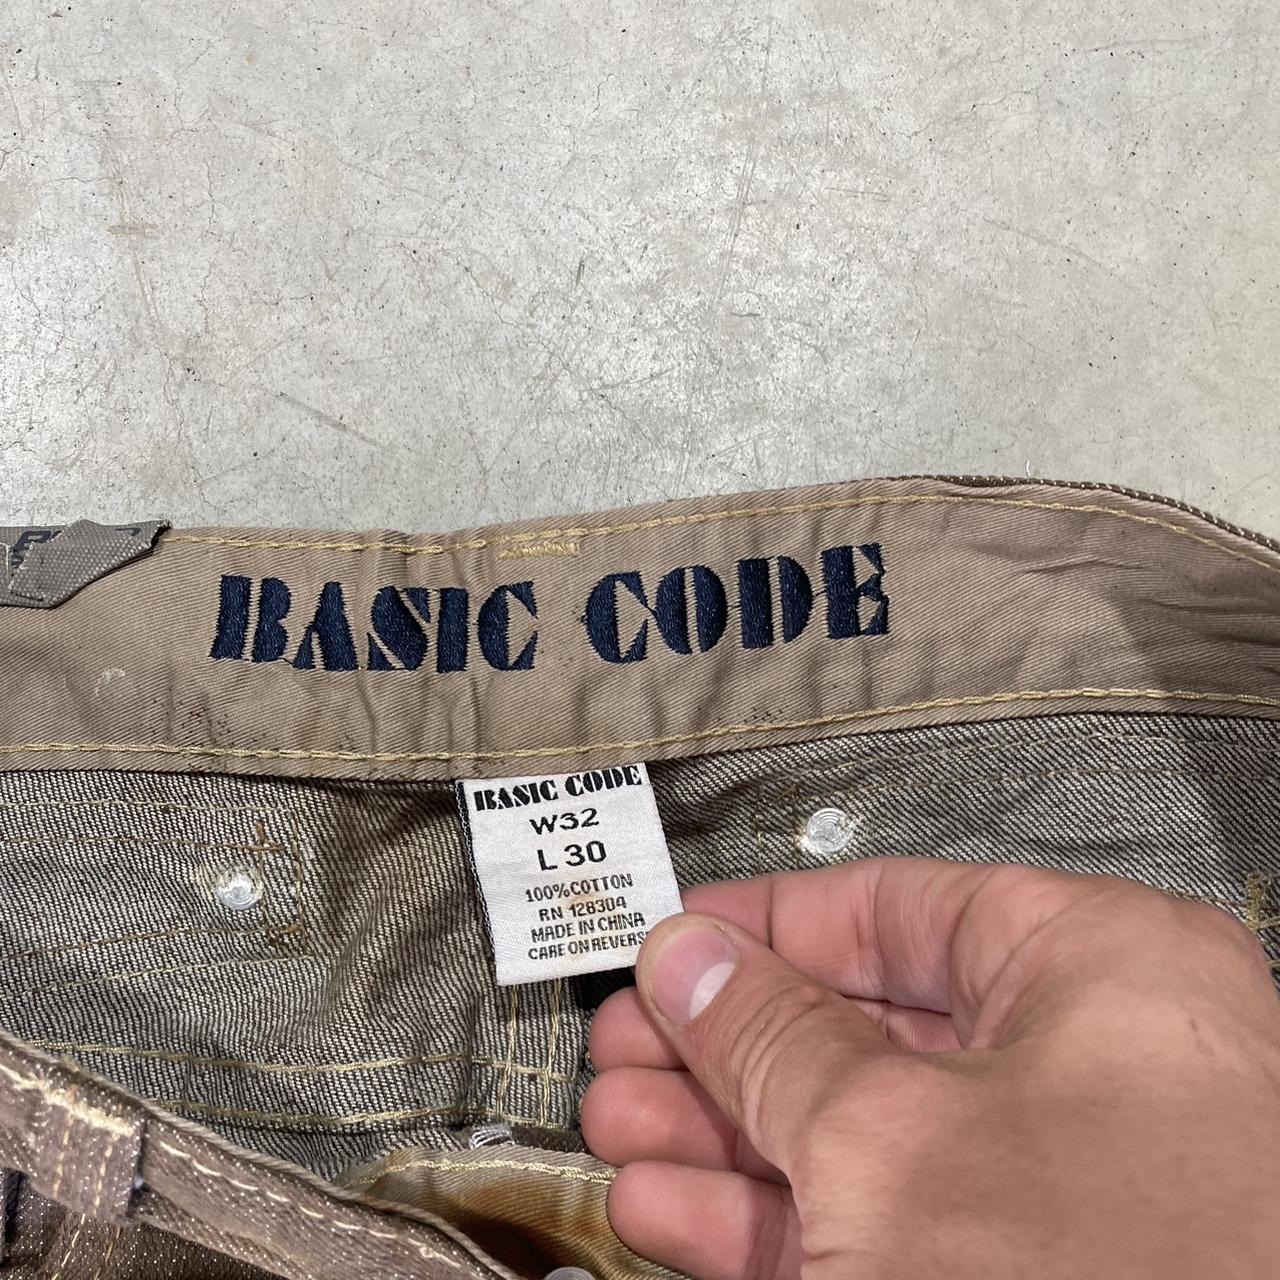 BASIC CODE
BASIC CODE
W32
L 30
100%COTTON
RN 128304
MADE IN CHINA
CARE ON REVERS